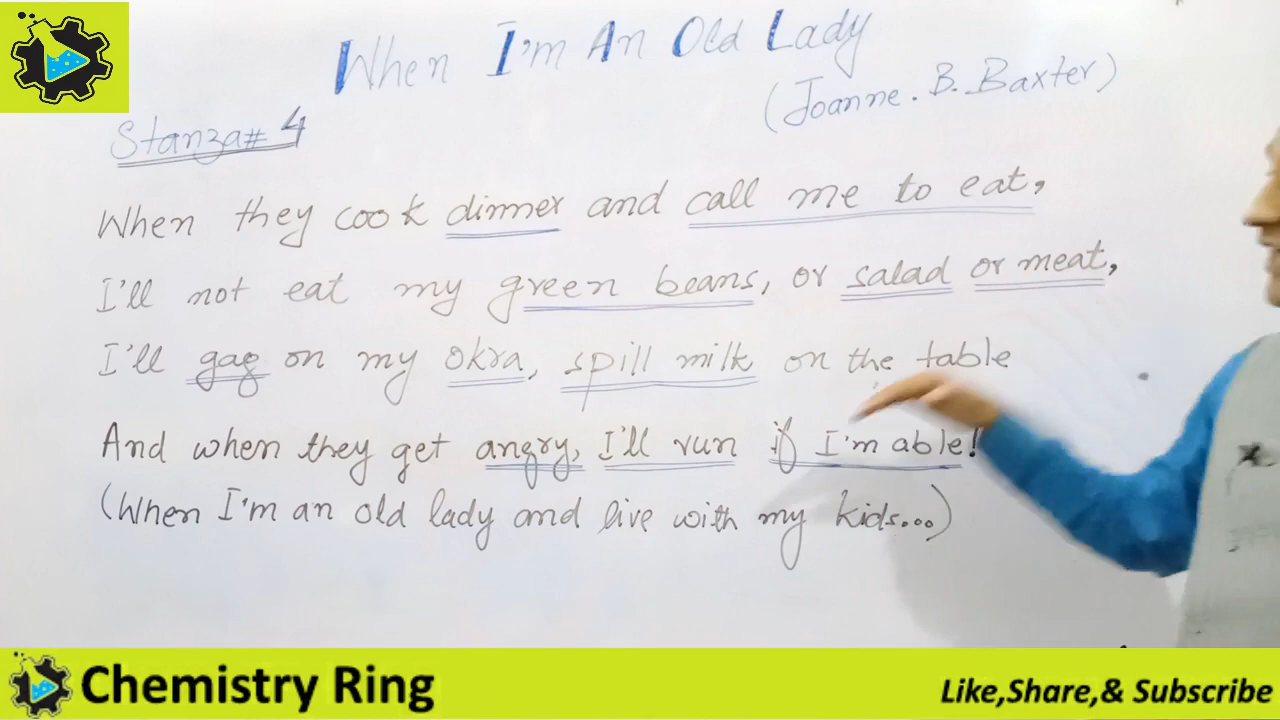 When I'm An Old Lady
(Joanne. B. Baxter)
Stanza# 4
When they cook dinner and call me to eat,
I'll not eat my green beans, or salad or meat,
I'll gag on my okra, spill milk on the table
And when they get angry, I'll run if I'm able!
(When I'm an old lady and live with my kids...)
Chemistry Ring
Like,Share,& Subscribe